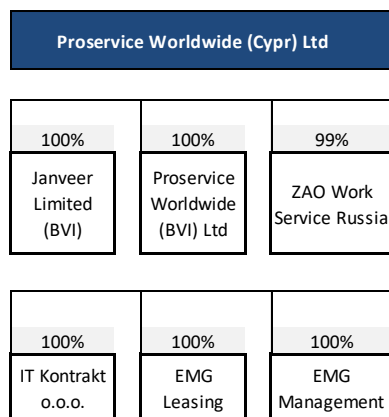 Proservice Worldwide (Cypr) Ltd
100% 100% 99%
Janveer Limited (BVI)
Proservice Worldwide (BVI) Ltd
ZAO Work Service Russia
100% 100% 100%
IT Kontrakt o.o.o.
EMG Leasing
EMG Management